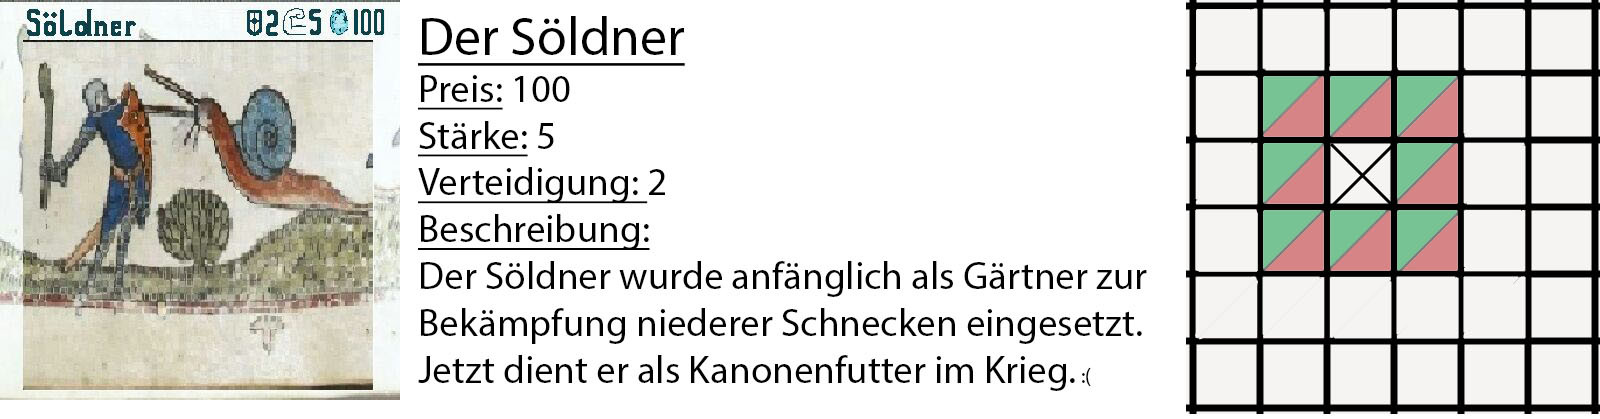 Söldner 2 5 100
Der Söldner
Preis: 100
Stärke: 5
Verteidigung: 2
Beschreibung:
Der Söldner wurde anfänglich als Gärtner zur
Bekämpfung niederer Schnecken eingesetzt.
Jetzt dient er als Kanonenfutter im Krieg. :(